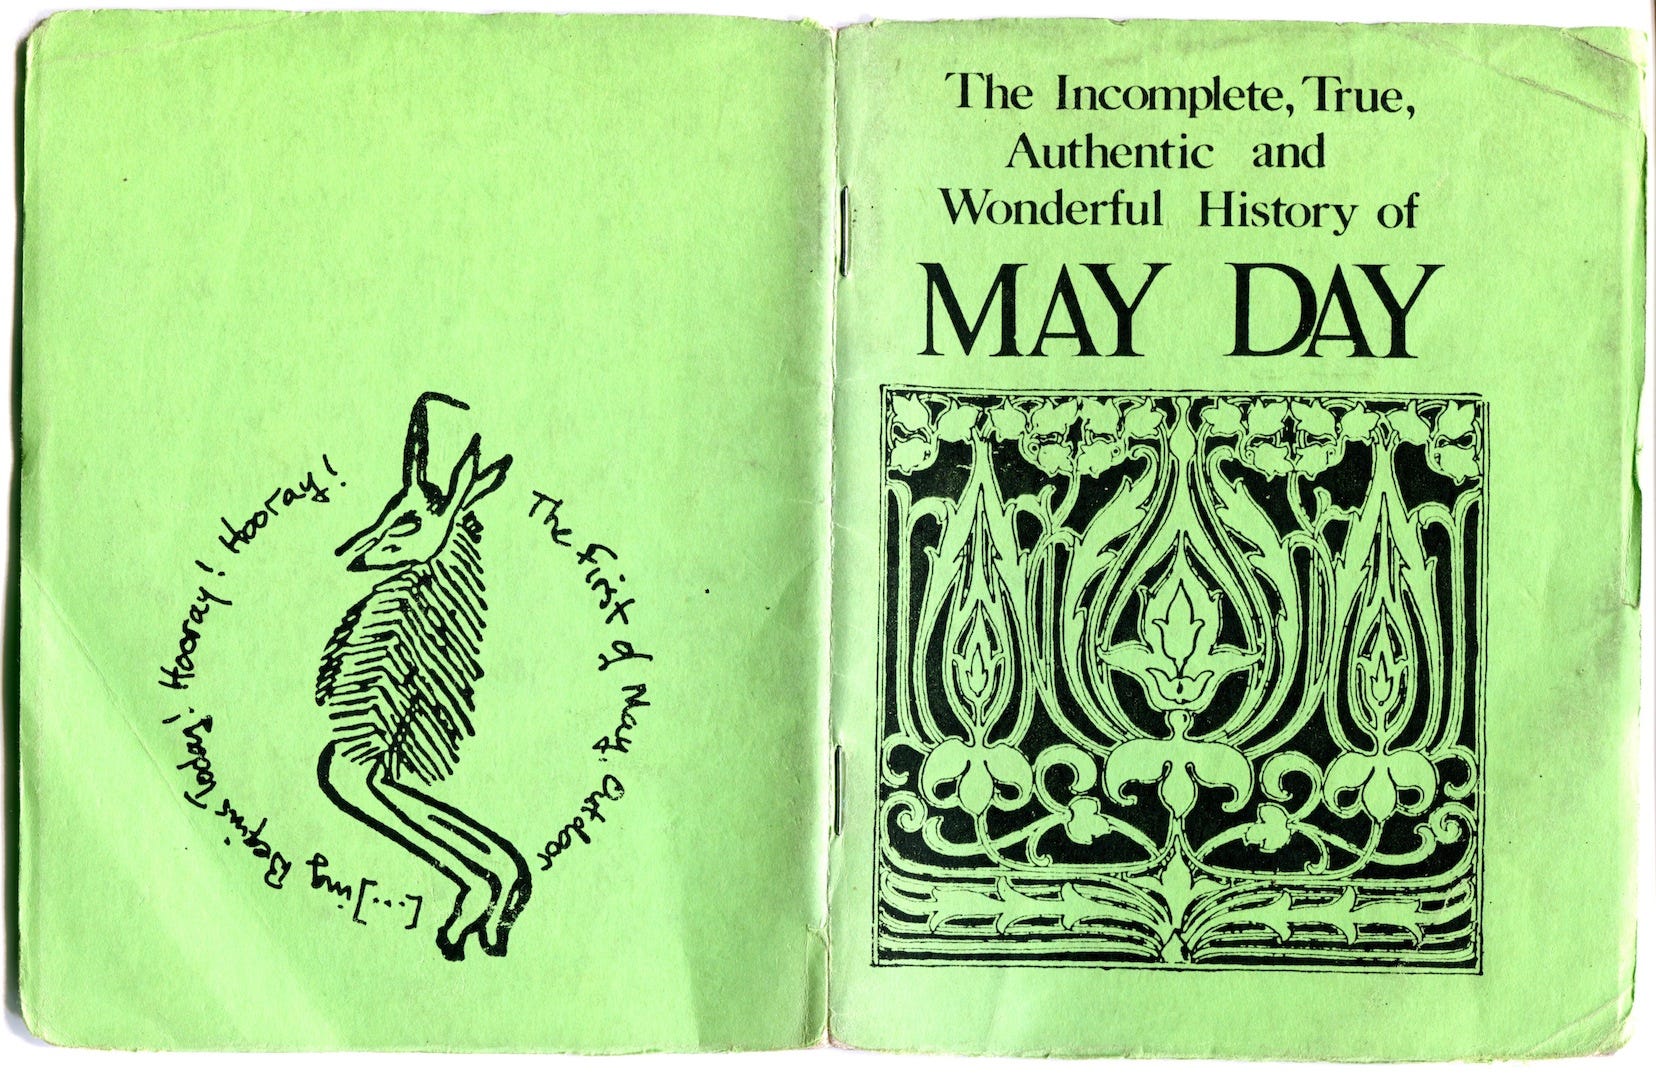 The Incomplete, True,
Authentic and
Wonderful History of
MAY DAY
Hooray! Hooray! The First of May. Outdoor [...]ing Begins Today!